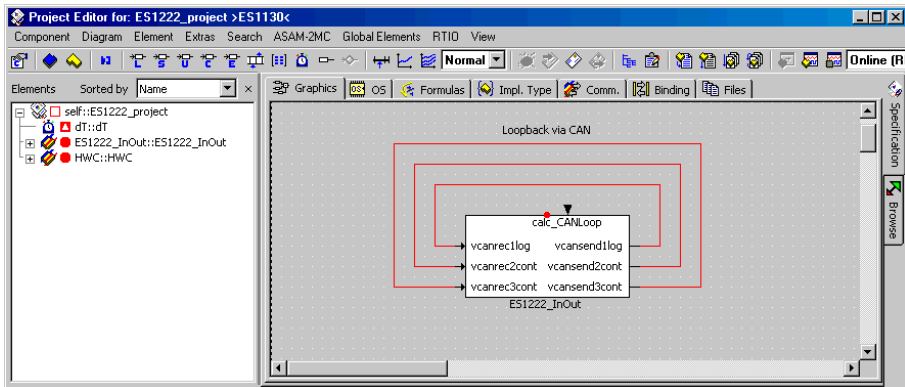 Project Editor for: ES1222_project >ES1130<
Component Diagram Element Extras Search ASAM-2MC Global Elements RTIO View
Normal Online (R
Elements Sorted by Name
Graphics OS Formulas Impl. Type Comm. Binding Files
self::ES1222_project
dT::dT
ES1222_InOut::ES1222_InOut
HWC::HWC
Loopback via CAN
calc_CANLoop
vcanrec1log vcansend1log
vcanrec2cont vcansend2cont
vcanrec3cont vcansend3cont
ES1222_InOut
Specification
Browse